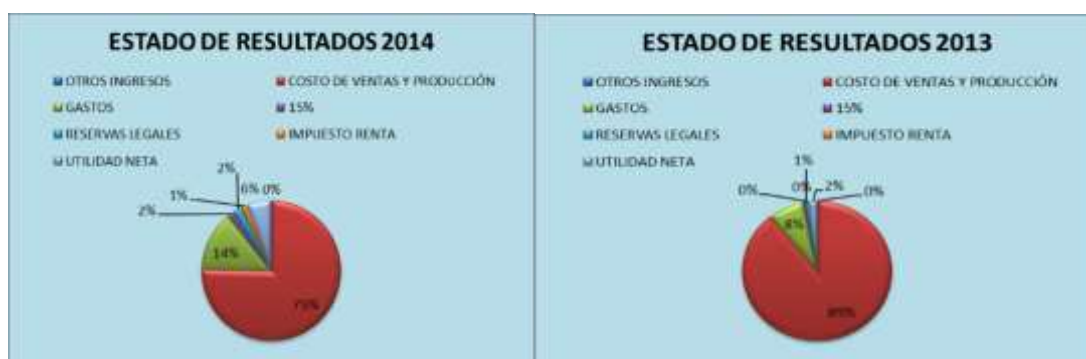 ESTADO DE RESULTADOS 2014
OTROS INGRESOS
COSTO DE VENTAS Y PRODUCCIÓN
GASTOS
15%
RESERVAS LEGALES
IMPUESTO RENTA
UTILIDAD NETA
2%
1%
6%
0%
2%
14%
75%
ESTADO DE RESULTADOS 2013
OTROS INGRESOS
COSTO DE VENTAS Y PRODUCCIÓN
GASTOS
15%
RESERVAS LEGALES
IMPUESTO RENTA
UTILIDAD NETA
1%
0%
0%
2%
0%
8%
89%